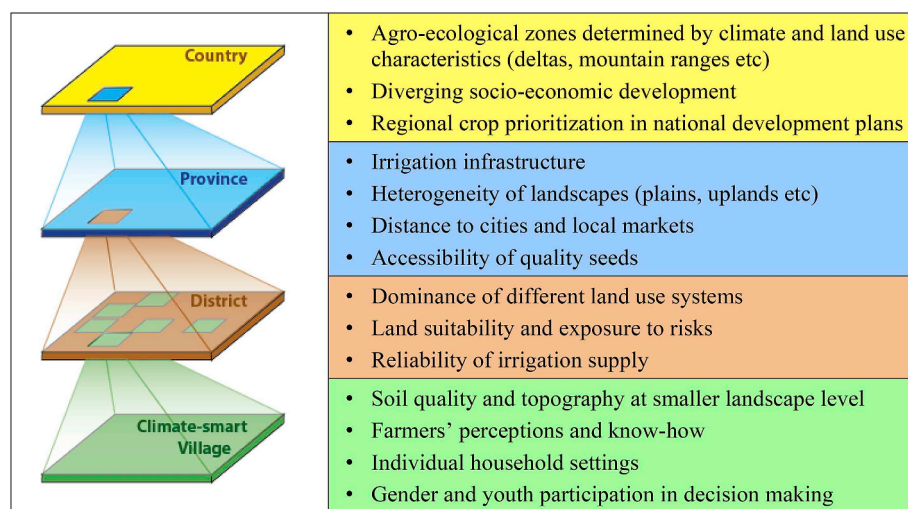 Country
• Agro-ecological zones determined by climate and land use
characteristics (deltas, mountain ranges etc)
• Diverging socio-economic development
• Regional crop prioritization in national development plans
Province
• Irrigation infrastructure
• Heterogeneity of landscapes (plains, uplands etc)
• Distance to cities and local markets
• Accessibility of quality seeds
District
• Dominance of different land use systems
• Land suitability and exposure to risks
• Reliability of irrigation supply
Climate-smart
Village
• Soil quality and topography at smaller landscape level
• Farmers’ perceptions and know-how
• Individual household settings
• Gender and youth participation in decision making